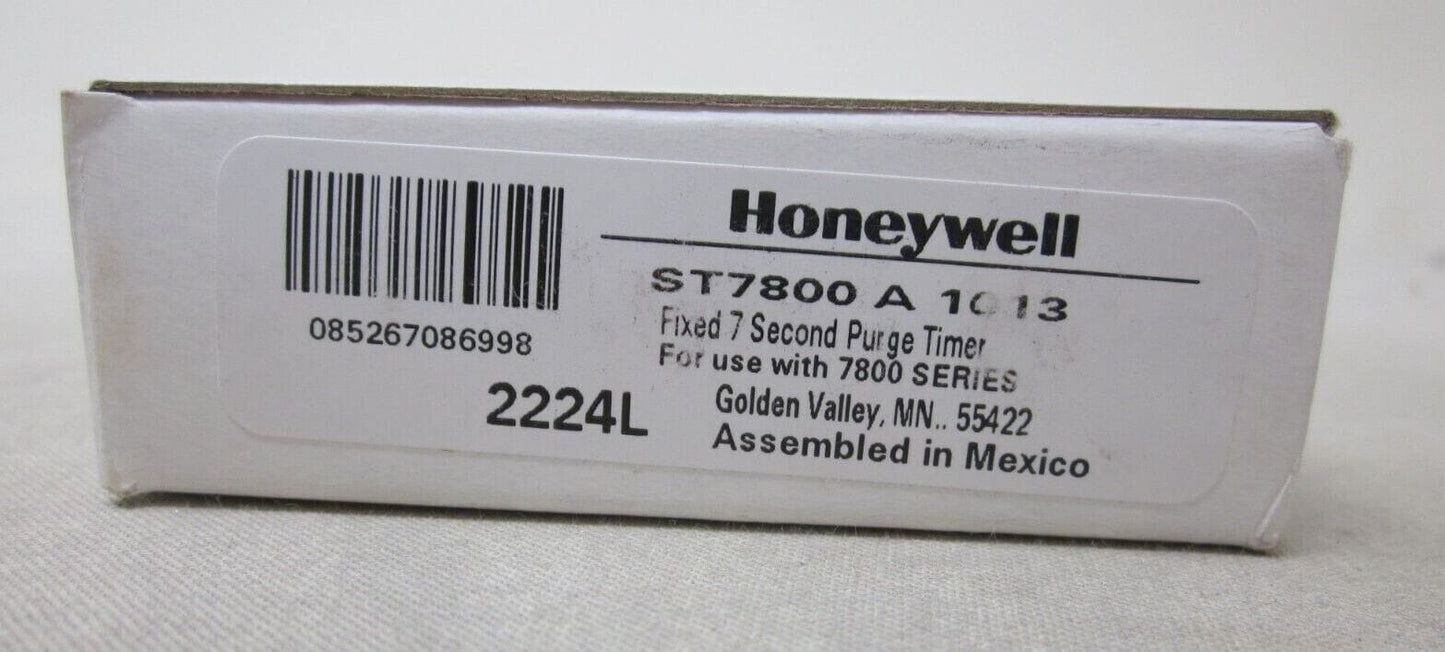 Honeywell
ST7800 A 1013
Fixed 7 Second Purge Timer
For use with 7800 SERIES
Golden Valley, MN.. 55422
Assembled in Mexico
085267086998
2224L